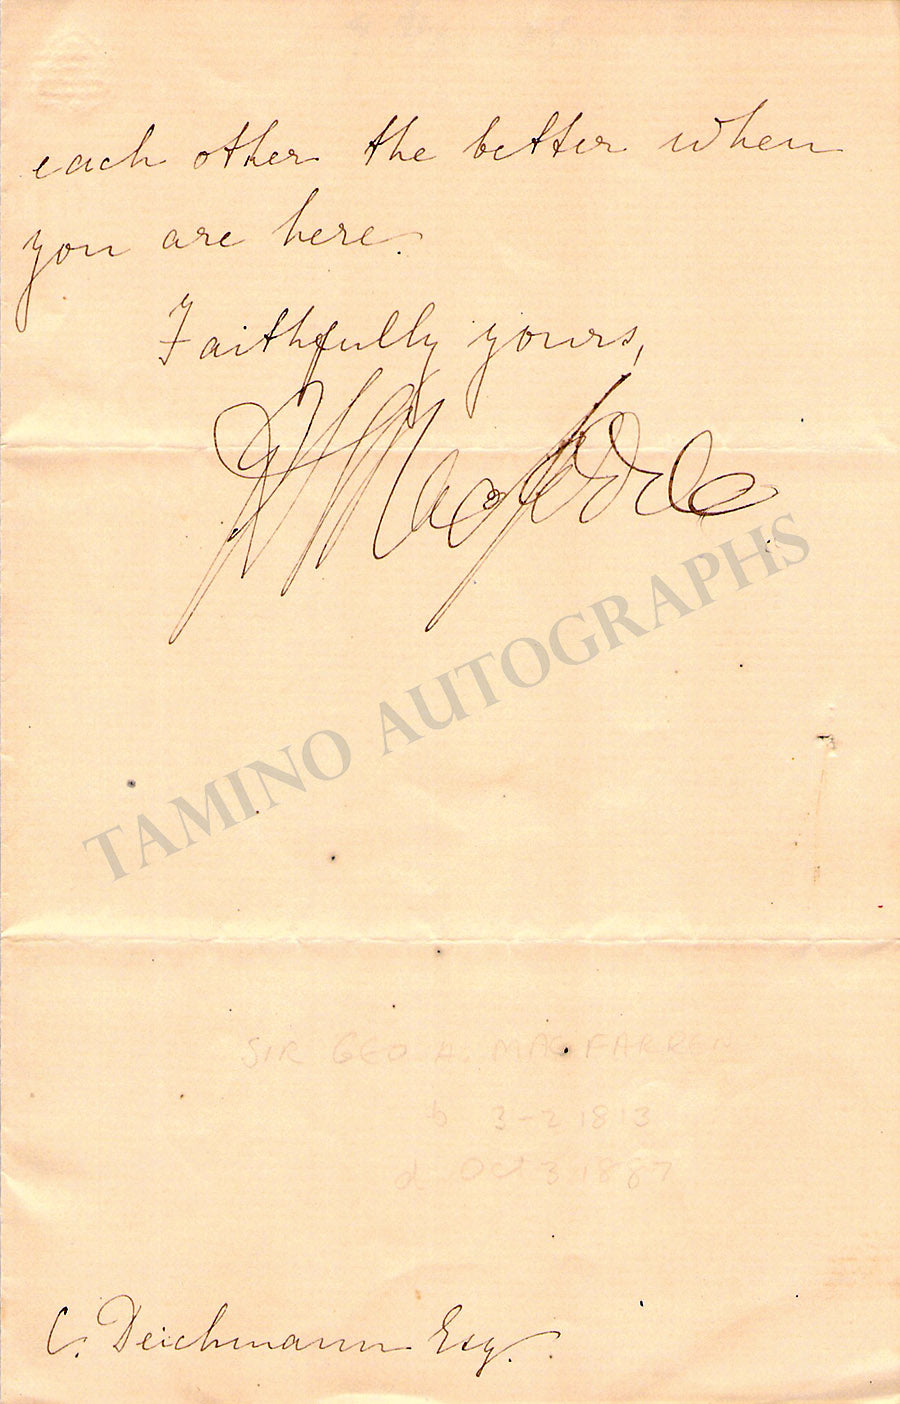 each other the better when
you are here.
Faithfully yours,
TAMINO AUTOGRAPHS
SIR GEO A. MACFARREN
b 3-2 1813
d Oct 31 1887
C. Deichmann Esq.